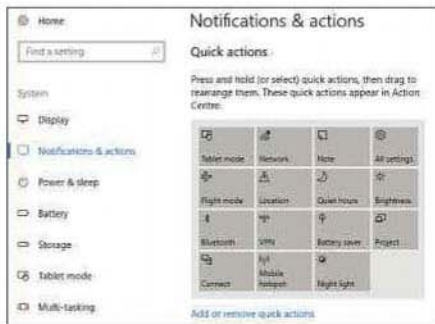 Home
Find a setting
System
Display
Notifications & actions
Power & sleep
Battery
Storage
Tablet mode
Multi-tasking
Notifications & actions
Quick actions
Press and hold (or select) quick actions, then drag to
rearrange them. These quick actions appear in Action
Centre.
Tablet mode Network Note All settings
Flight mode Location Quiet hours Brightness
Bluetooth VPN Battery saver Project
Connect Mobile hotspot Night light
Add or remove quick actions